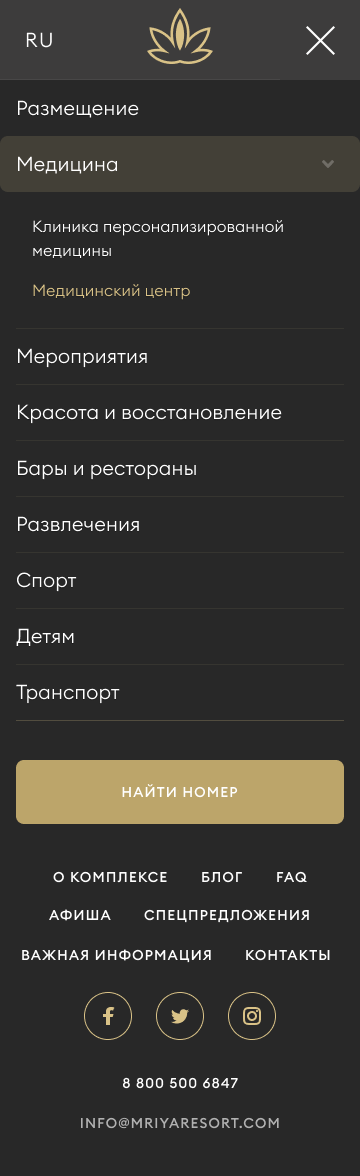 RU
Размещение
Медицина
Клиника персонализированной
медицины
Медицинский центр
Мероприятия
Красота и восстановление
Бары и рестораны
Развлечения
Спорт
Детям
Транспорт
НАЙТИ НОМЕР
О КОМПЛЕКСЕ БЛОГ FAQ
АФИША СПЕЦПРЕДЛОЖЕНИЯ
ВАЖНАЯ ИНФОРМАЦИЯ КОНТАКТЫ
8 800 500 6847
INFO@MRIYARESORT.COM